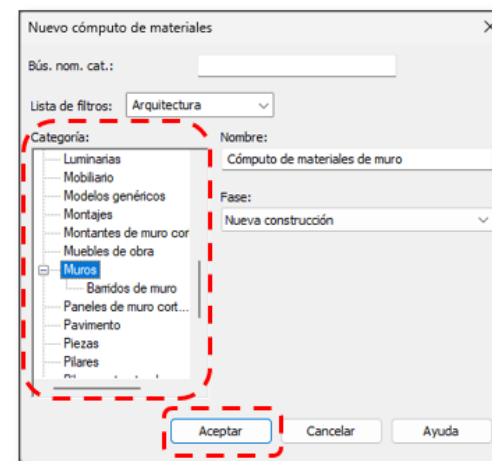 Nuevo cómputo de materiales
Bús. nom. cat.:
Lista de filtros: Arquitectura
Categoría:
Nombre:
Luminarias
Cómputo de materiales de muro
Mobiliario
Modelos genéricos
Fase:
Montajes
Nueva construcción
Montantes de muro cor
Muebles de obra
Muros
Barridos de muro
Paneles de muro cort...
Pavimento
Piezas
Pilares
Aceptar
Cancelar
Ayuda